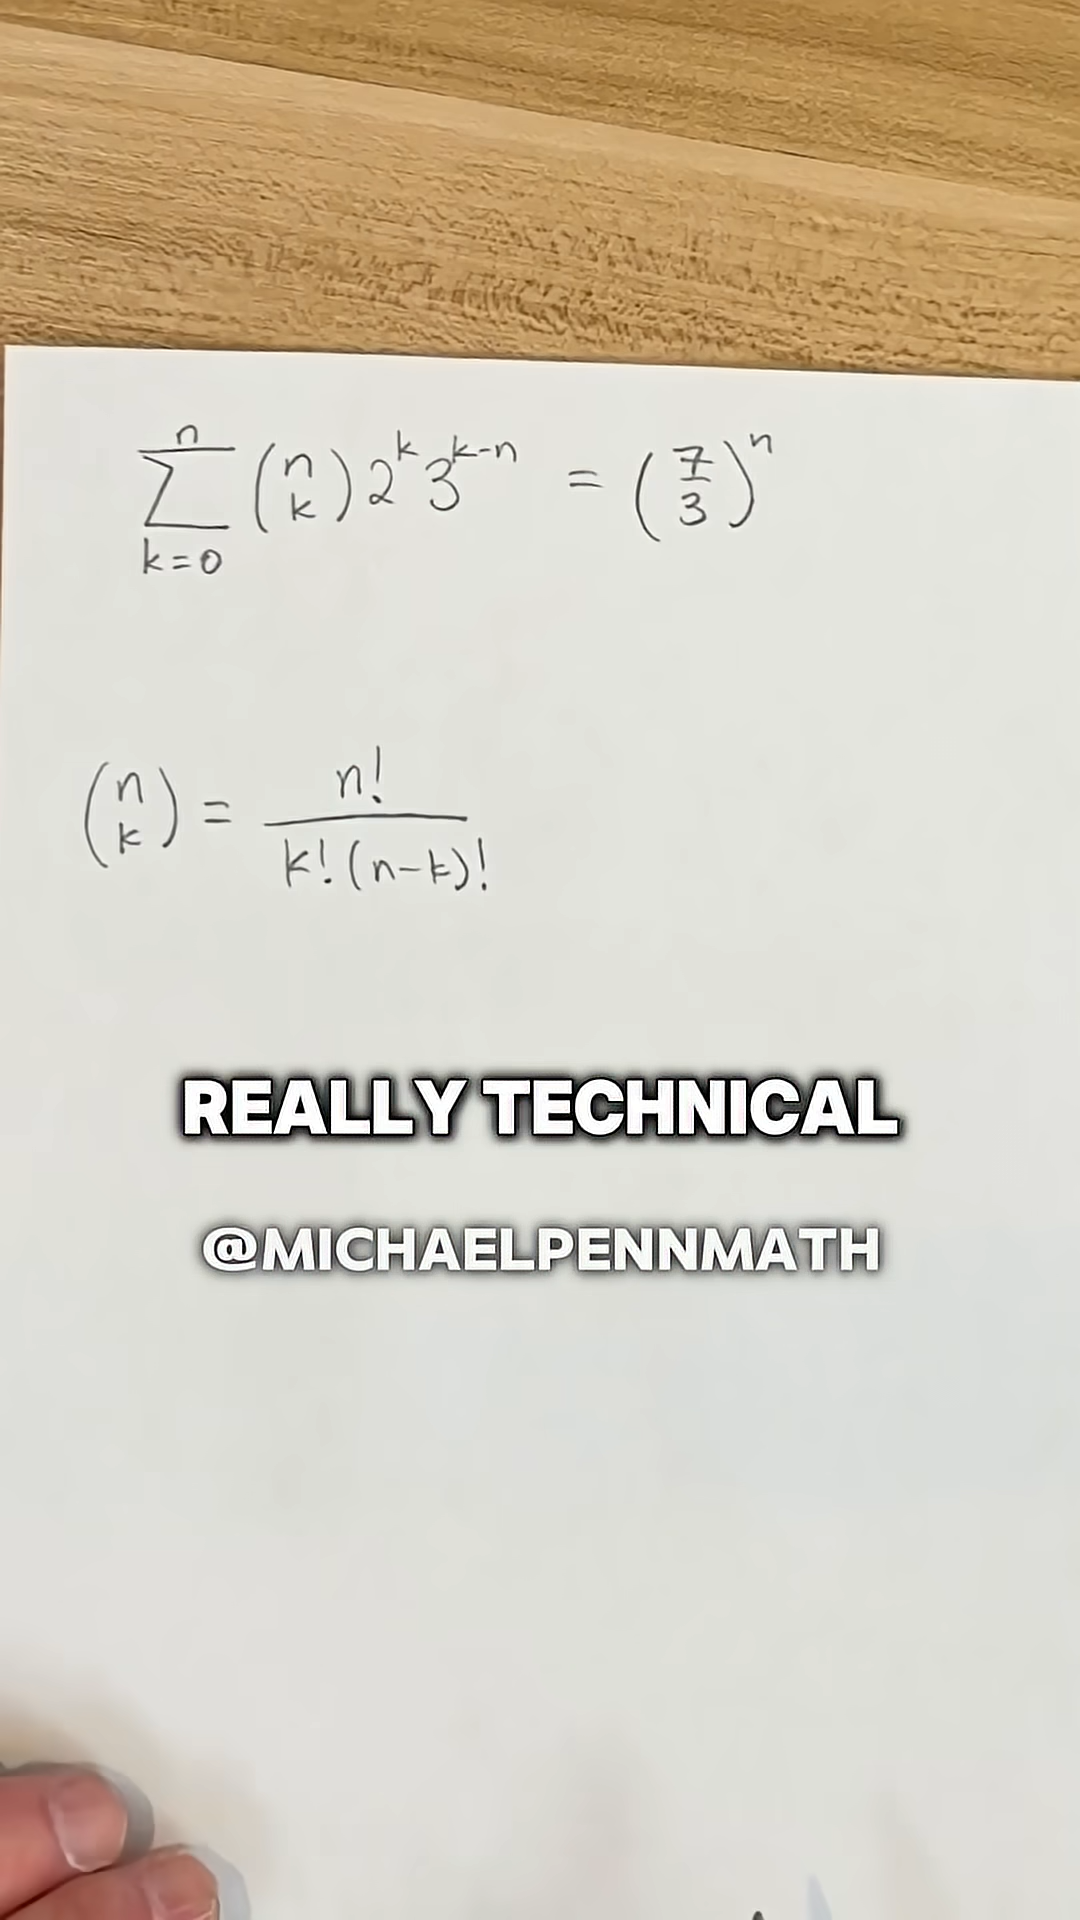 n
∑ (n k) 2^k 3^(k-n) = (7/3)^n
k=0
(n k) = n! / k!(n-k)!
REALLY TECHNICAL
@MICHAELPENNMATH